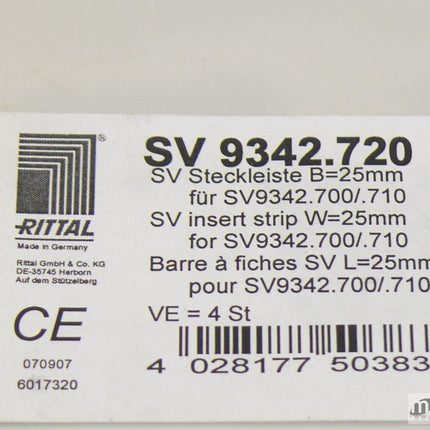 SV 9342.720
SV Steckleiste B=25mm
für SV9342.700/.710
SV insert strip W=25mm
for SV9342.700/.710
Barre à fiches SV L=25mm
pour SV9342.700/.710
VE = 4 St
4 028177 50383
®
RITTAL
Made in Germany
Rittal GmbH & Co. KG
DE-35745 Herborn
Auf dem Stützelberg
CE
070907
6017320